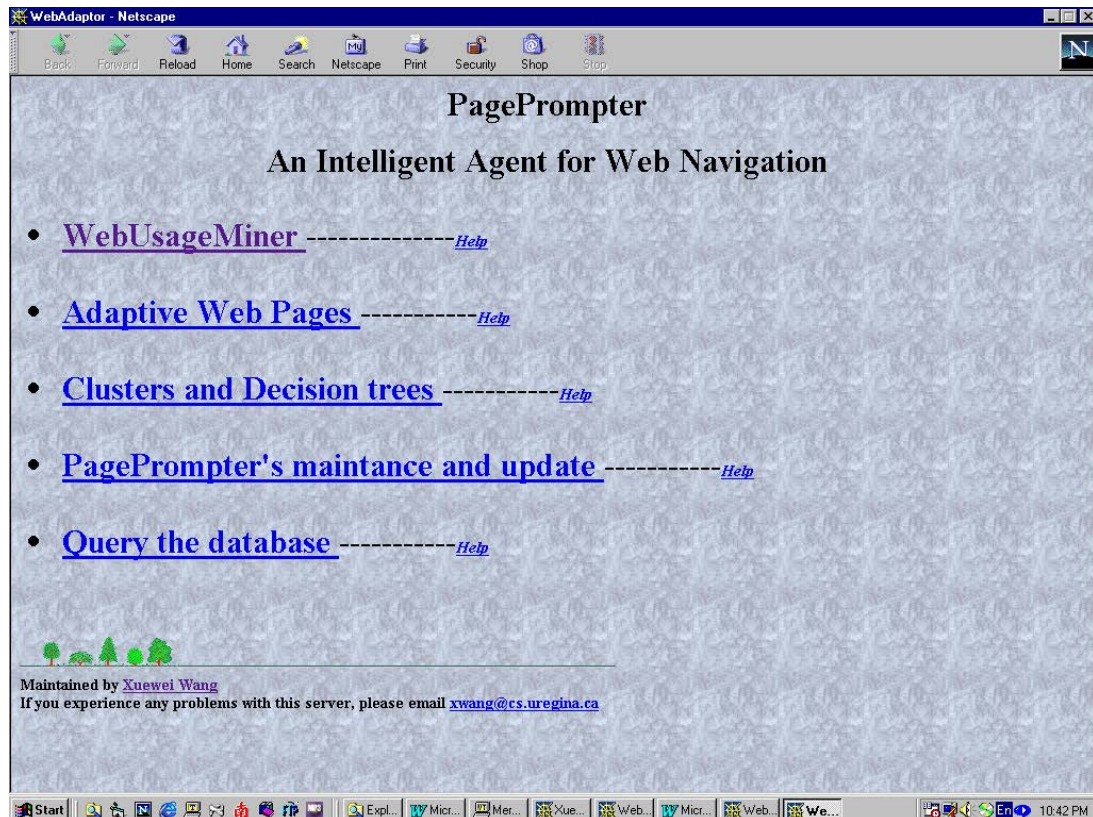 WebAdaptor - Netscape
Back Forward Reload Home Search Netscape Print Security Shop Stop
PagePrompter
An Intelligent Agent for Web Navigation
• WebUsageMiner --------------Help
• Adaptive Web Pages -----------Help
• Clusters and Decision trees -----------Help
• PagePrompter's maintance and update -----------Help
• Query the database -----------Help
Maintained by Xuewei Wang
If you experience any problems with this server, please email xwang@cs.uregina.ca
Start Expl... Micr... Mer... Xue... Web... Micr... Web... We... En 10:42 PM